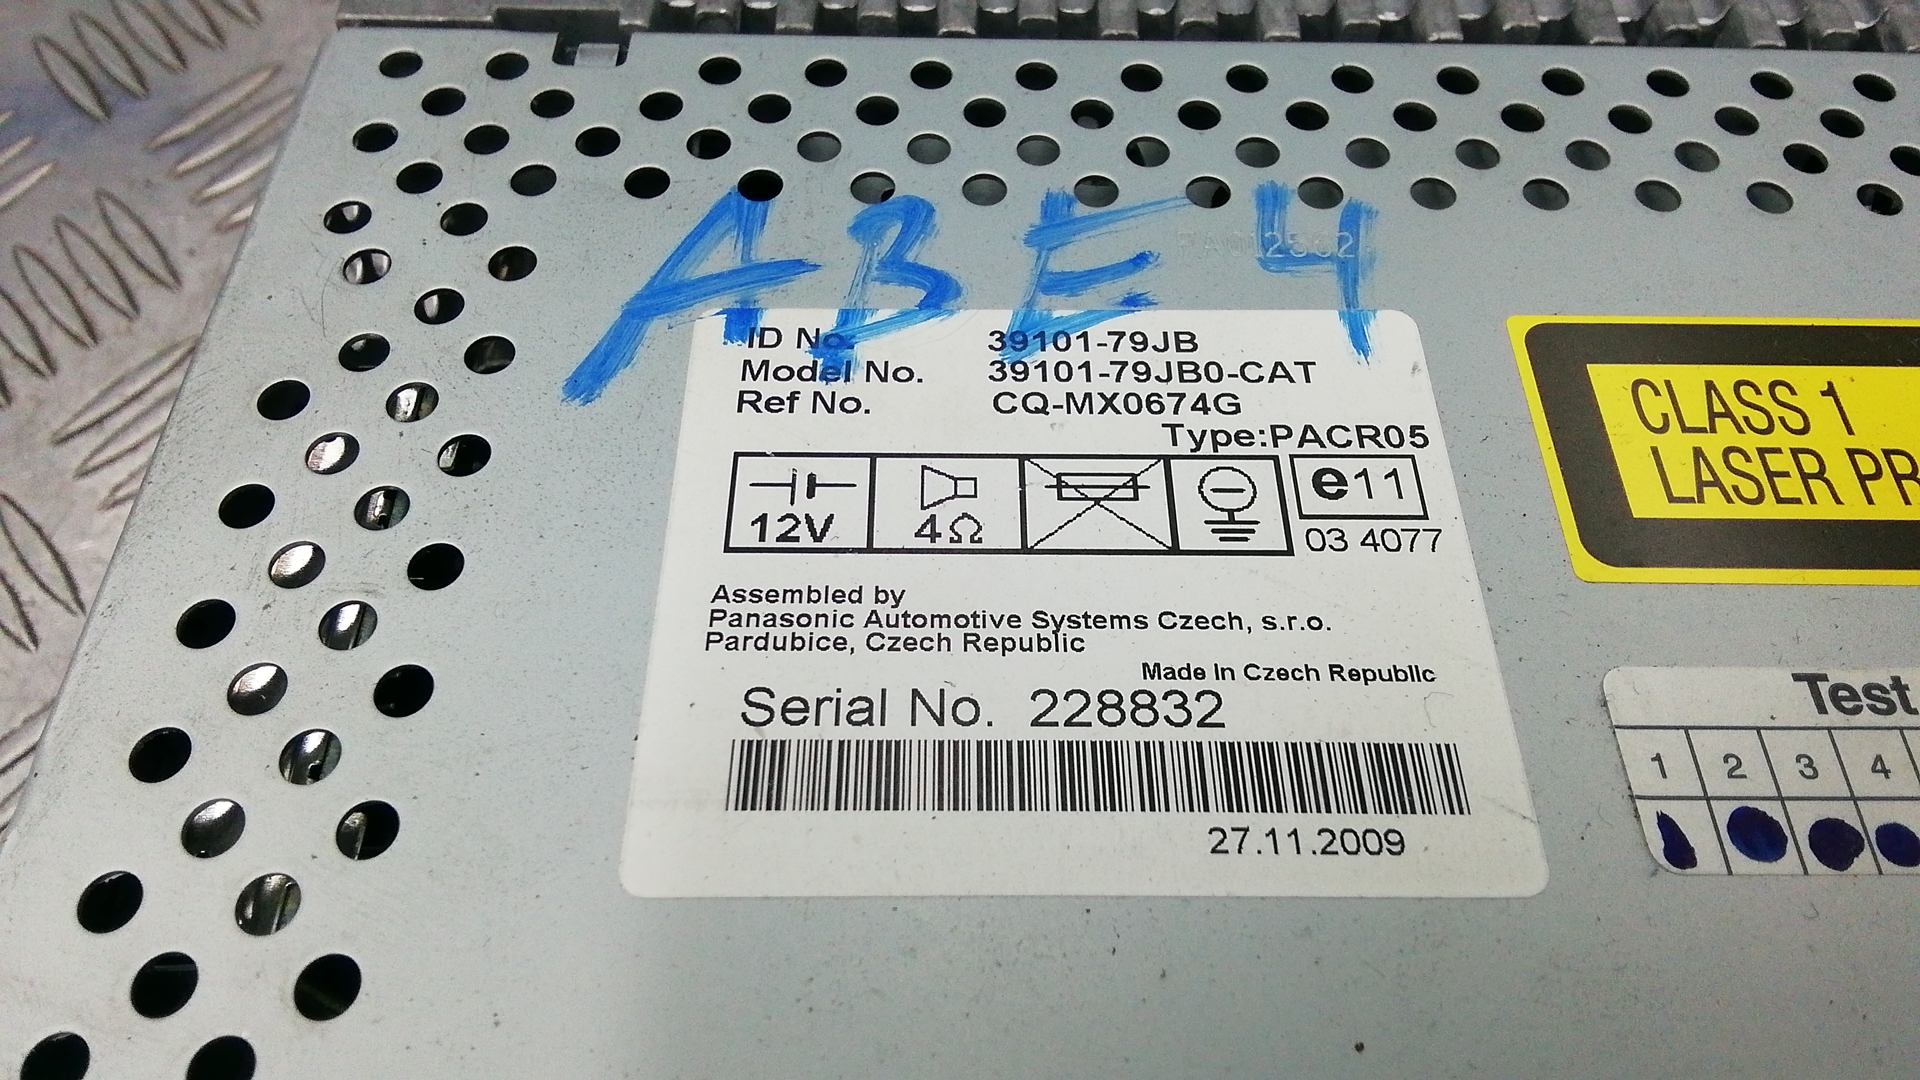 ABE4
ID No. 39101-79JB
Model No. 39101-79JB0-CAT
Ref No. CQ-MX0674G
Type:PACR05
12V 4Ω e11
03 4077
Assembled by
Panasonic Automotive Systems Czech, s.r.o.
Pardubice, Czech Republic
Made in Czech Republic
Serial No. 228832
27.11.2009
CLASS 1
LASER PR
Test
1 2 3 4